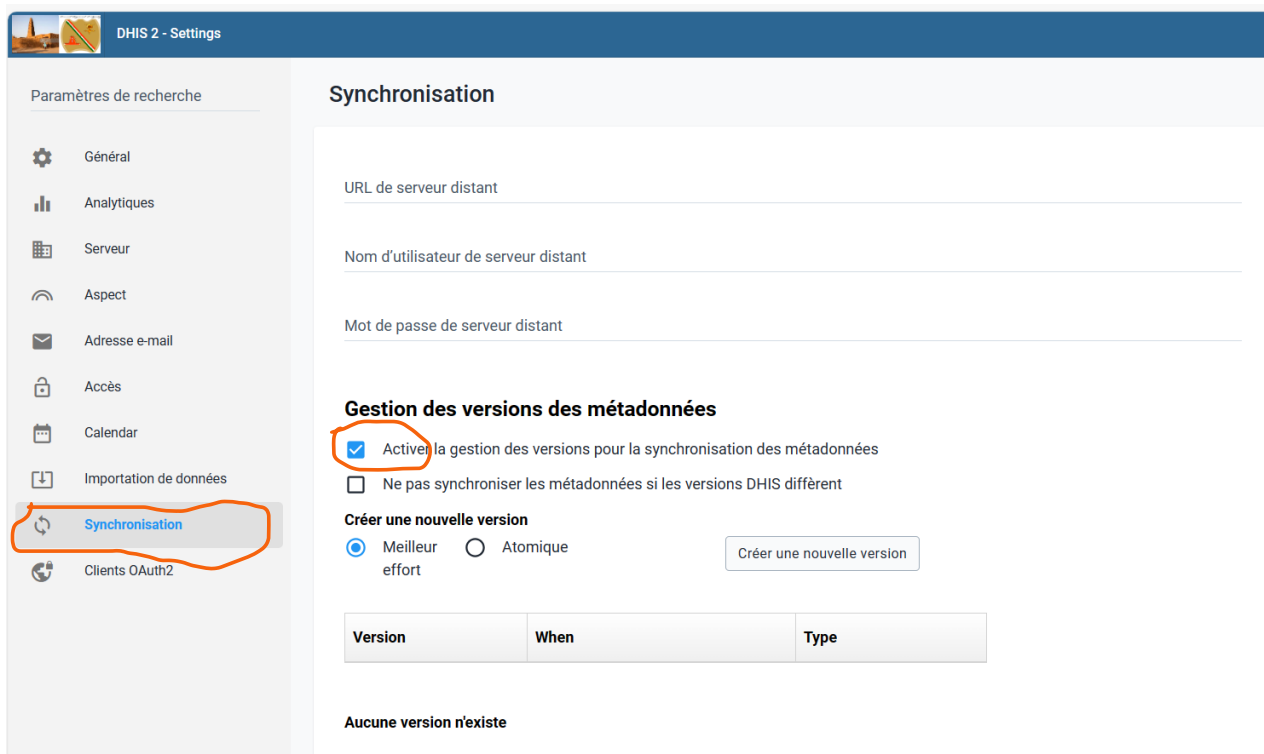 DHIS 2 - Settings
Paramètres de recherche
Général
Analytiques
Serveur
Aspect
Adresse e-mail
Accès
Calendar
Importation de données
Synchronisation
Clients OAuth2
Synchronisation
URL de serveur distant
Nom d'utilisateur de serveur distant
Mot de passe de serveur distant
Gestion des versions des métadonnées
Activer la gestion des versions pour la synchronisation des métadonnées
Ne pas synchroniser les métadonnées si les versions DHIS diffèrent
Créer une nouvelle version
Meilleur
effort
Atomique
Créer une nouvelle version
Version When Type
Aucune version n'existe